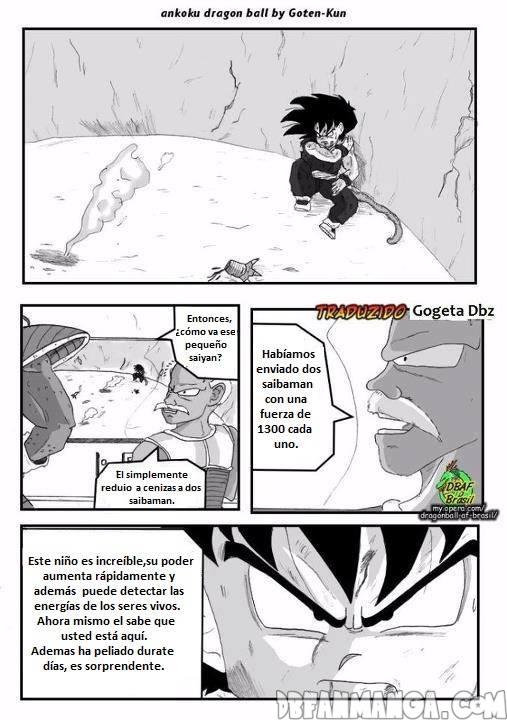 ankoku dragon ball by Goten-Kun
Entonces,
¿cómo va ese
pequeño
saiyan?
El simplemente
reduio a cenizas a dos
saibaman.
TRADUZIDO Gogeta Dbz
Habíamos
enviado dos
saibaman
con una
fuerza de
1300 cada
uno.
DBAF
Brasil
my.opera.com/
dragonball-af-brasil/
Este niño es increíble,su poder
aumenta rápidamente y
además puede detectar las
energías de los seres vivos.
Ahora mismo el sabe que
usted está aquí.
Ademas ha peliado durate
días, es sorprendente.
DBFANMANGA.COM